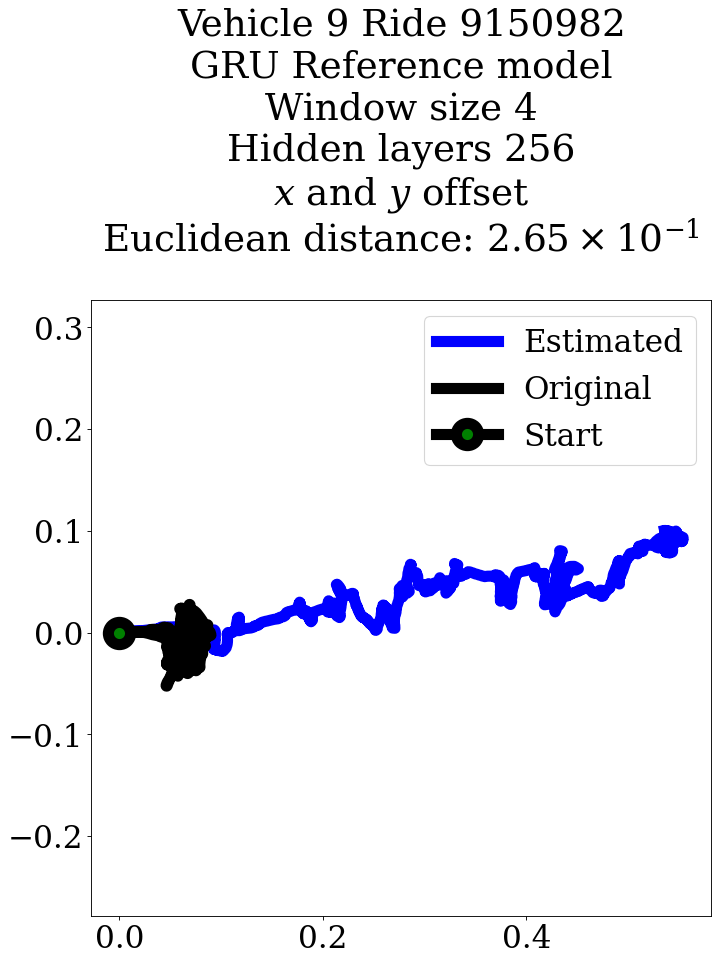 Vehicle 9 Ride 9150982
GRU Reference model
Window size 4
Hidden layers 256
x and y offset
Euclidean distance: 2.65 × 10⁻¹
Estimated
Original
Start
0.3
0.2
0.1
0.0
−0.1
−0.2
0.0 0.2 0.4